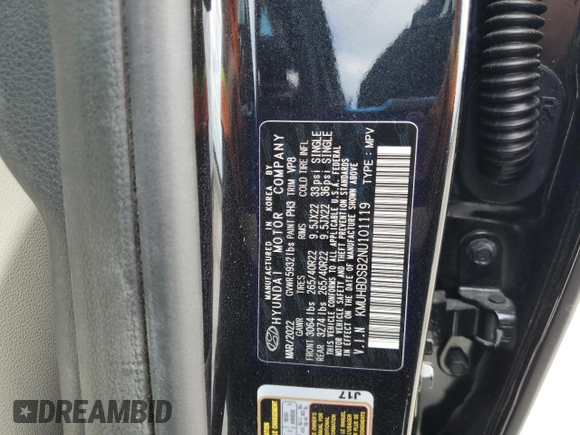 MANUFACTURED IN KOREA BY
HYUNDAI MOTOR COMPANY
MAR/2022 GVWR5932lbs PAINT PH3 TRIM VP8
GAWR TIRES RIMS COLD TIRE INFL
FRONT 3064lbs 265/40R22 9.5JX22 33psi SINGLE
REAR 3274lbs 265/40R22 9.5JX22 36psi SINGLE
THIS VEHICLE CONFORMS TO ALL APPLICABLE U.S.A. FEDERAL
MOTOR VEHICLE SAFETY AND THEFT PREVENTION STANDARDS
IN EFFECT ON THE DATE OF MANUFACTURE SHOWN ABOVE
V.I.N KMUHBDSB2NU101119 TYPE: MPV
J17
DREAMBID